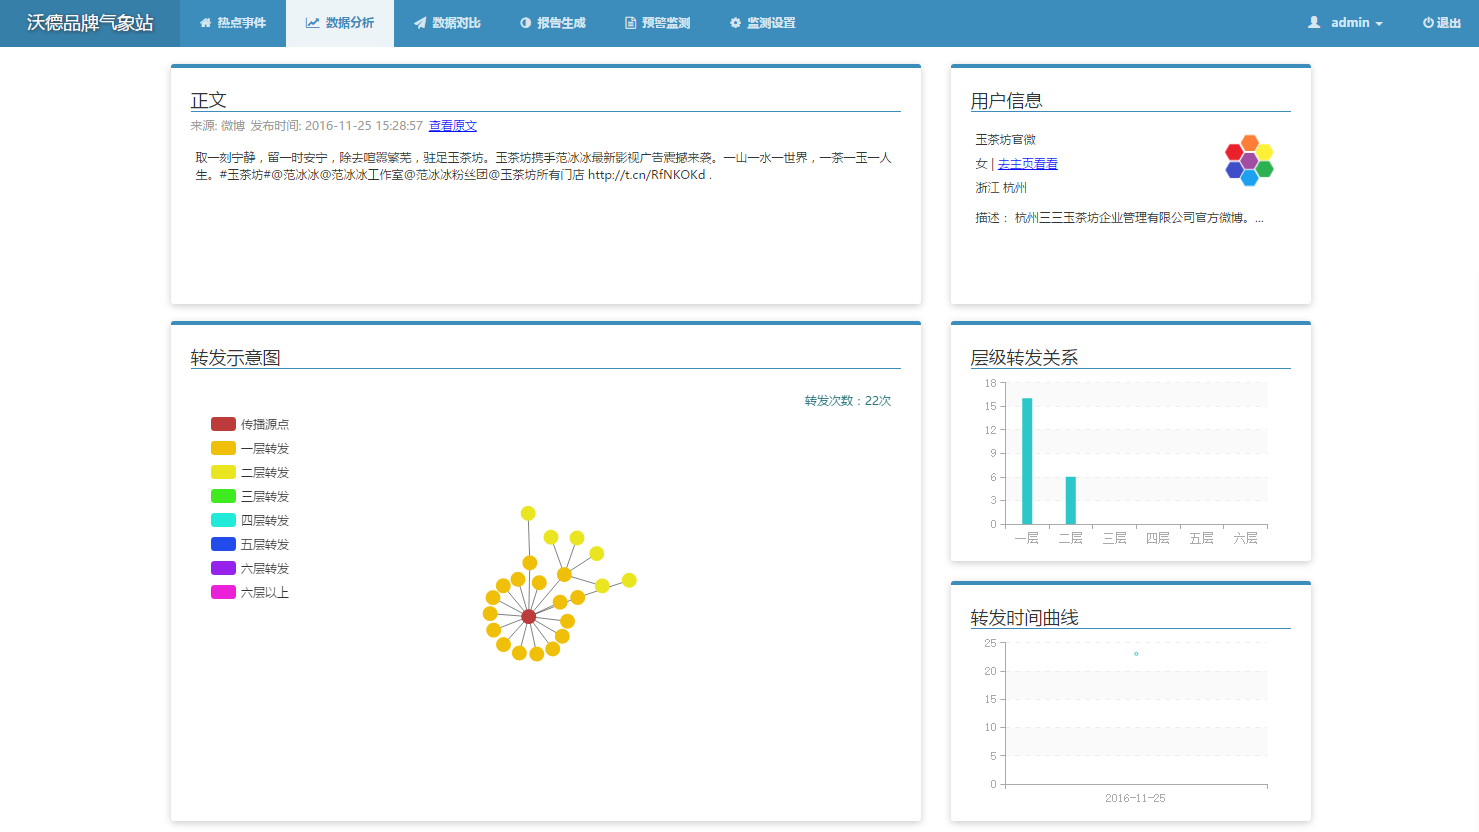 沃德品牌气象站 热点事件 数据分析 数据对比 报告生成 预警监测 监测设置 admin 退出
正文
来源: 微博 发布时间: 2016-11-25 15:28:57 查看原文
取一刻宁静，留一时安宁，除去喧嚣繁芜，驻足玉茶坊。玉茶坊携手范冰冰最新影视广告震撼来袭。一山一水一世界，一茶一玉一人
生。#玉茶坊#@范冰冰@范冰冰工作室@范冰冰粉丝团@玉茶坊所有门店 http://t.cn/RfNKOKd .
用户信息
玉茶坊官微
女 | 去主页看看
浙江 杭州
描述： 杭州三三玉茶坊企业管理有限公司官方微博。...
转发示意图
转发次数：22次
传播源点
一层转发
二层转发
三层转发
四层转发
五层转发
六层转发
六层以上
层级转发关系
18
15
12
9
6
3
0
一层 二层 三层 四层 五层 六层
转发时间曲线
25
20
15
10
5
0
2016-11-25